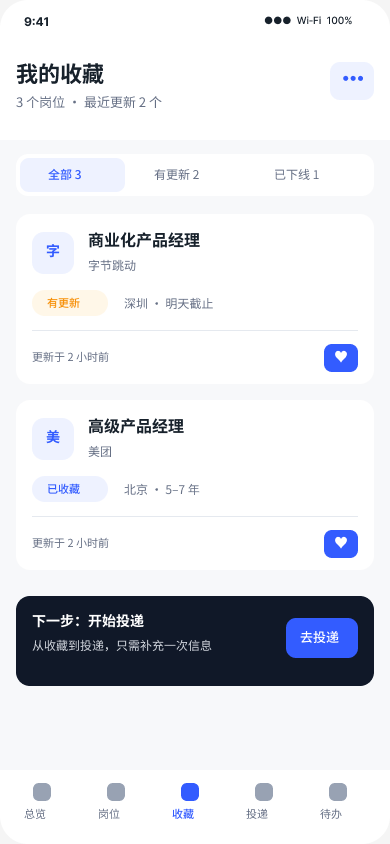 9:41 ●●● Wi-Fi 100%
我的收藏
3 个岗位 · 最近更新 2 个
•••
全部 3 有更新 2 已下线 1
字 商业化产品经理
字节跳动
有更新 深圳 · 明天截止
更新于 2 小时前 ♥
美 高级产品经理
美团
已收藏 北京 · 5–7 年
更新于 2 小时前 ♥
下一步：开始投递
从收藏到投递，只需补充一次信息
去投递
总览 岗位 收藏 投递 待办